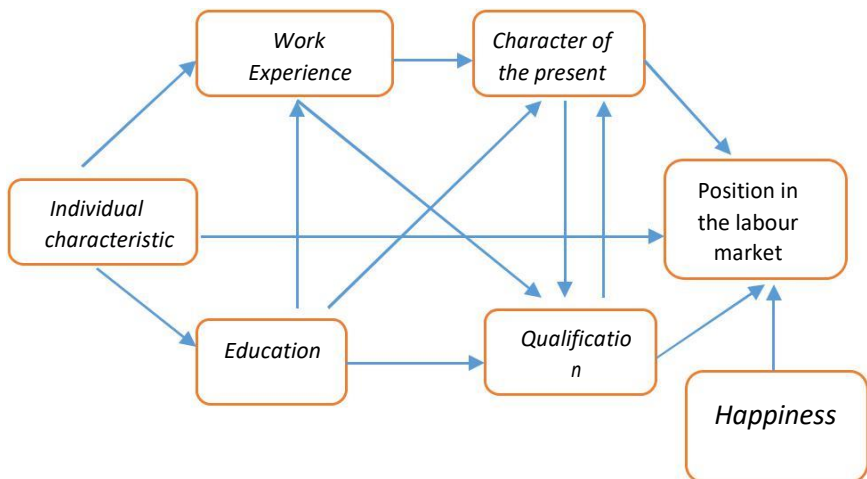 Work
Experience
Character of
the present
Individual
characteristic
Position in
the labour
market
Education
Qualificatio
n
Happiness